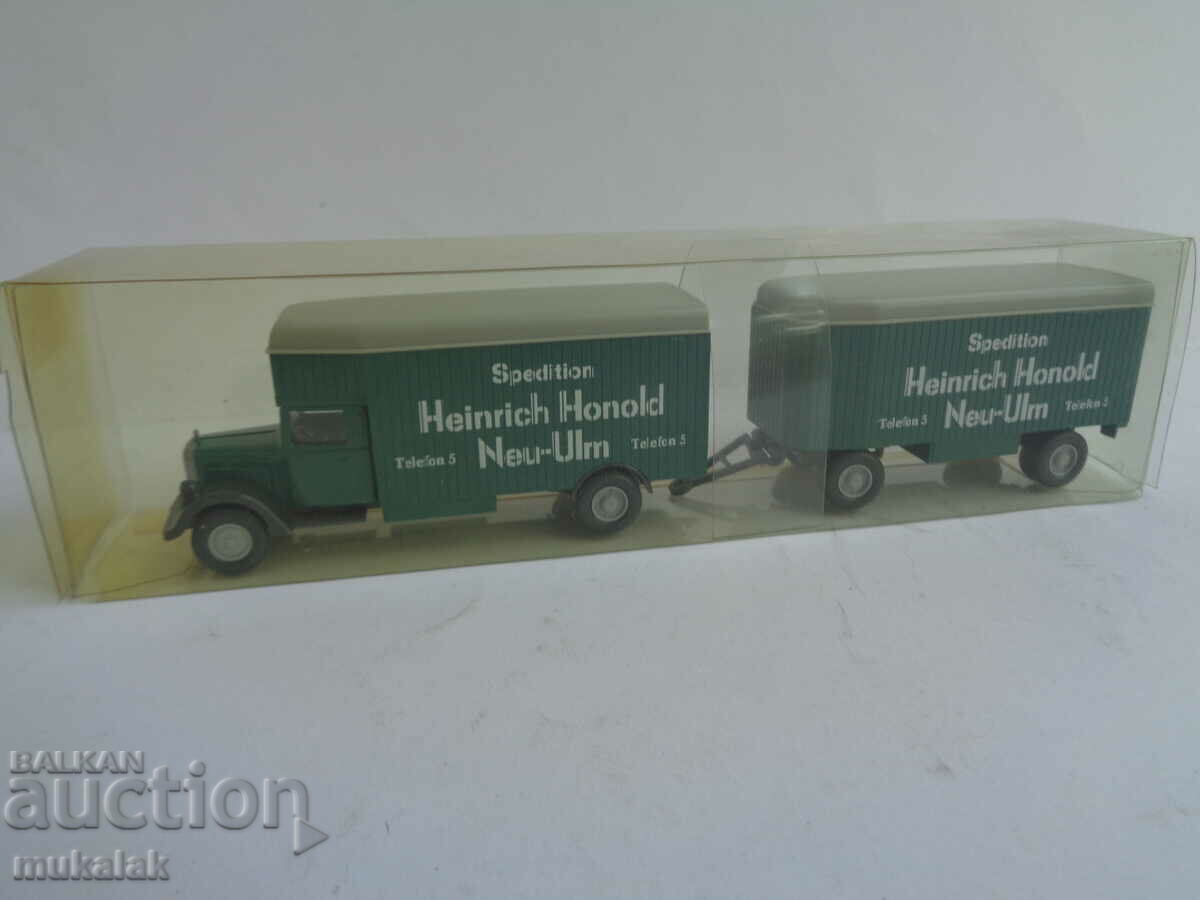 Spedition
Heinrich Honold
Telefon 5 Neu-Ulm Telefon 5
Spedition
Heinrich Honold
Telefon 5 Neu-Ulm Telefon 5
BALKAN
auction
mukalak